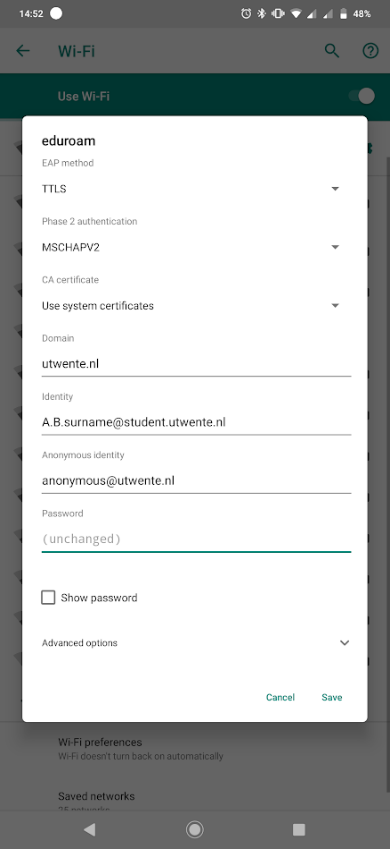 14:52
48%
Wi-Fi
Use Wi-Fi
eduroam
EAP method
TTLS
Phase 2 authentication
MSCHAPV2
CA certificate
Use system certificates
Domain
utwente.nl
Identity
A.B.surname@student.utwente.nl
Anonymous identity
anonymous@utwente.nl
Password
(unchanged)
Show password
Advanced options
Cancel
Save
Wi-Fi preferences
Wi-Fi doesn't turn back on automatically
Saved networks
25 networks